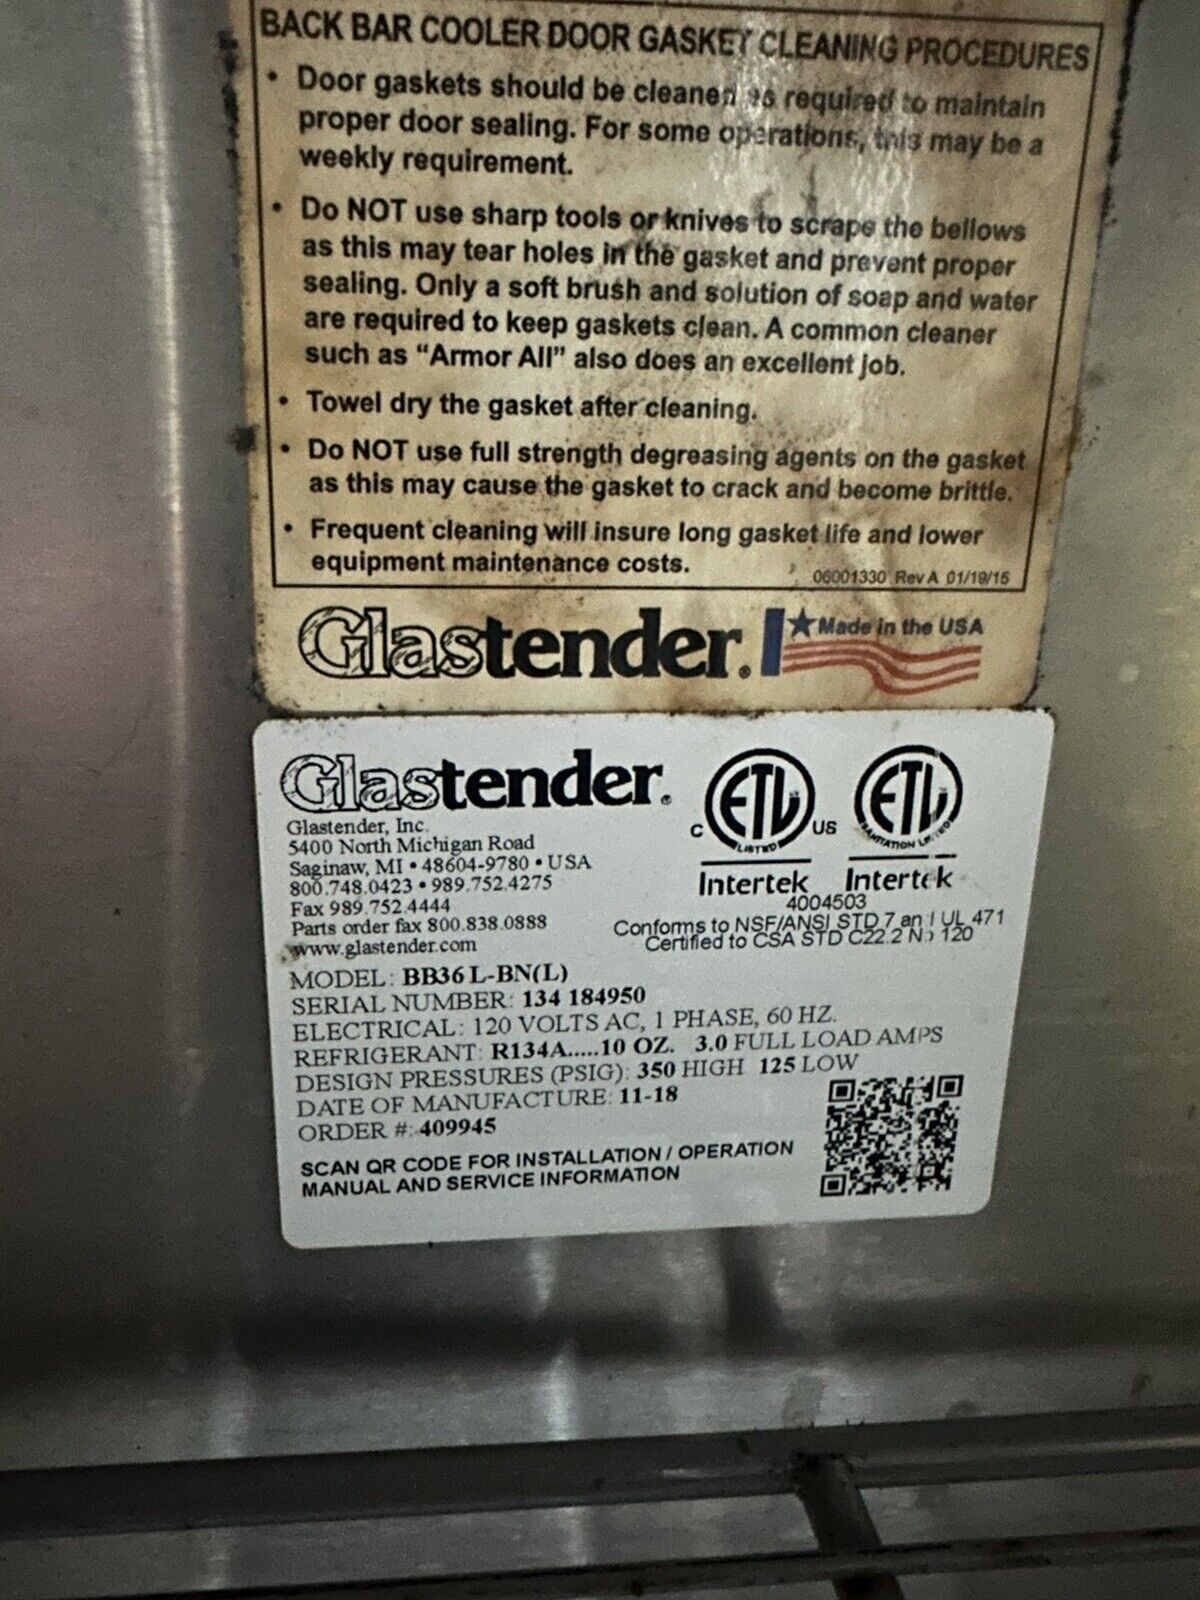 BACK BAR COOLER DOOR GASKET CLEANING PROCEDURES
• Door gaskets should be cleaned as required to maintain
proper door sealing. For some operations, this may be a
weekly requirement.
• Do NOT use sharp tools or knives to scrape the bellows
as this may tear holes in the gasket and prevent proper
sealing. Only a soft brush and solution of soap and water
are required to keep gaskets clean. A common cleaner
such as “Armor All” also does an excellent job.
• Towel dry the gasket after cleaning.
• Do NOT use full strength degreasing agents on the gasket
as this may cause the gasket to crack and become brittle.
• Frequent cleaning will insure long gasket life and lower
equipment maintenance costs.
06001330 Rev A 01/19/15
Glastender® Made in the USA
Glastender®
Glastender, Inc.
5400 North Michigan Road
Saginaw, MI • 48604-9780 • USA
800.748.0423 • 989.752.4275
Fax 989.752.4444
Parts order fax 800.838.0888
www.glastender.com
C ETL US LISTED
Intertek
ETL SANITATION LISTED
Intertek
4004503
Conforms to NSF/ANSI STD 7 and UL 471
Certified to CSA STD C22.2 No 120
MODEL: BB36 L-BN(L)
SERIAL NUMBER: 134 184950
ELECTRICAL: 120 VOLTS AC, 1 PHASE, 60 HZ.
REFRIGERANT: R134A.....10 OZ. 3.0 FULL LOAD AMPS
DESIGN PRESSURES (PSIG): 350 HIGH 125 LOW
DATE OF MANUFACTURE: 11-18
ORDER #: 409945
SCAN QR CODE FOR INSTALLATION / OPERATION
MANUAL AND SERVICE INFORMATION